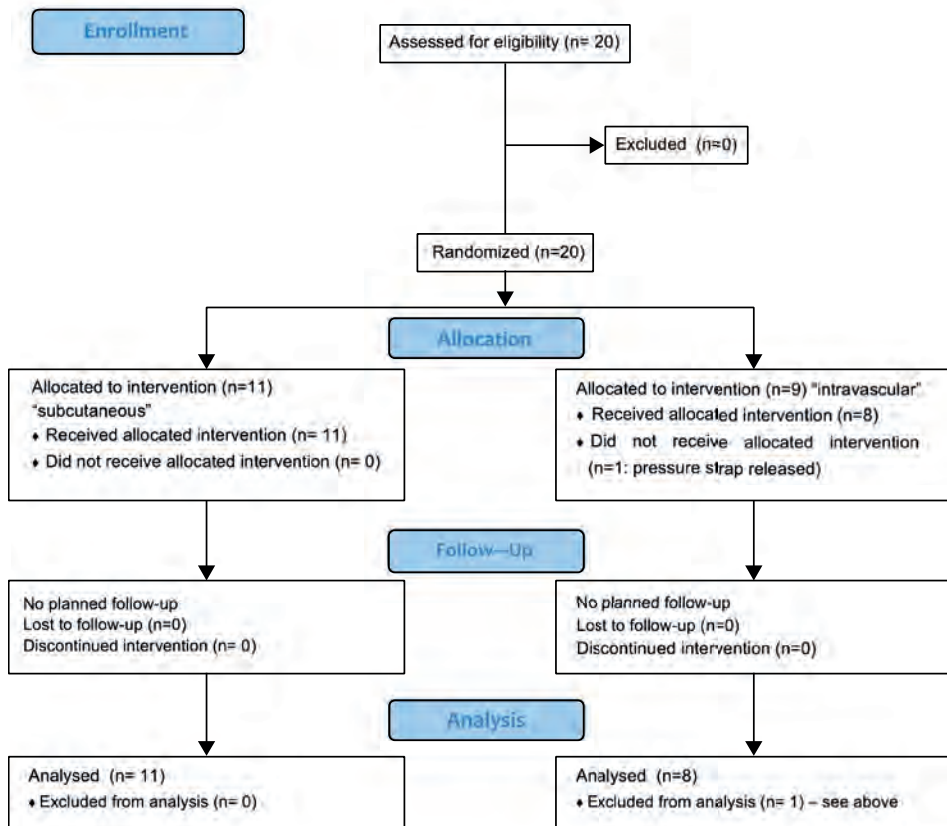 Enrollment
Assessed for eligibility (n= 20)
Excluded (n=0)
Randomized (n=20)
Allocation
Allocated to intervention (n=11)
"subcutaneous"
♦ Received allocated intervention (n= 11)
♦ Did not receive allocated intervention (n= 0)
Allocated to intervention (n=9) "intravascular"
♦ Received allocated intervention (n=8)
♦ Did not receive allocated intervention
(n=1: pressure strap released)
Follow-Up
No planned follow-up
Lost to follow-up (n=0)
Discontinued intervention (n= 0)
No planned follow-up
Lost to follow-up (n=0)
Discontinued intervention (n=0)
Analysis
Analysed (n= 11)
♦ Excluded from analysis (n= 0)
Analysed (n=8)
♦ Excluded from analysis (n= 1) – see above